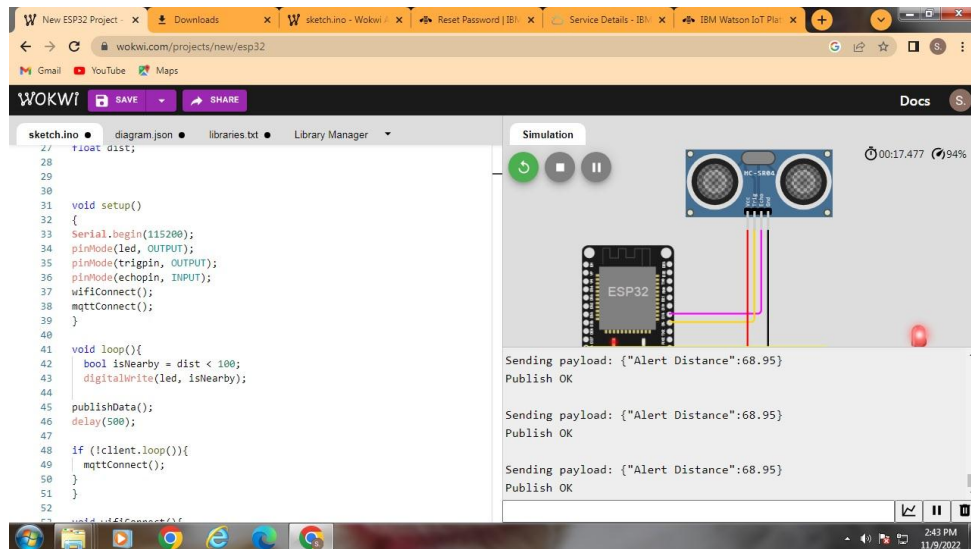 New ESP32 Project - 
Downloads
sketch.ino - Wokwi A
Reset Password | IBM
Service Details - IBM
IBM Watson IoT Plat
wokwi.com/projects/new/esp32
S.
Gmail
YouTube
Maps
WOKWI
SAVE
SHARE
Docs
S.
sketch.ino ●
diagram.json ●
libraries.txt ●
Library Manager
Simulation
00:17.477
94%
27 float dist;
28
29
30
31 void setup()
32 {
33 Serial.begin(115200);
34 pinMode(led, OUTPUT);
35 pinMode(trigpin, OUTPUT);
36 pinMode(echopin, INPUT);
37 wifiConnect();
38 mqttConnect();
39 }
40
41 void loop(){
42 bool isNearby = dist < 100;
43 digitalWrite(led, isNearby);
44
45 publishData();
46 delay(500);
47
48 if (!client.loop()){
49 mqttConnect();
50 }
51 }
52
53 void wifiConnect(){
HC-SR04
Vcc
Trig
Echo
Gnd
ESP32
Sending payload: {"Alert Distance":68.95}
Publish OK
Sending payload: {"Alert Distance":68.95}
Publish OK
Sending payload: {"Alert Distance":68.95}
Publish OK
2:43 PM
11/9/2022